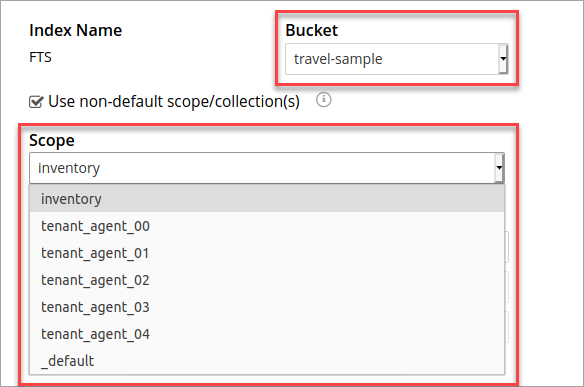 Index Name
Bucket
FTS
travel-sample
Use non-default scope/collection(s)
Scope
inventory
inventory
tenant_agent_00
tenant_agent_01
tenant_agent_02
tenant_agent_03
tenant_agent_04
_default